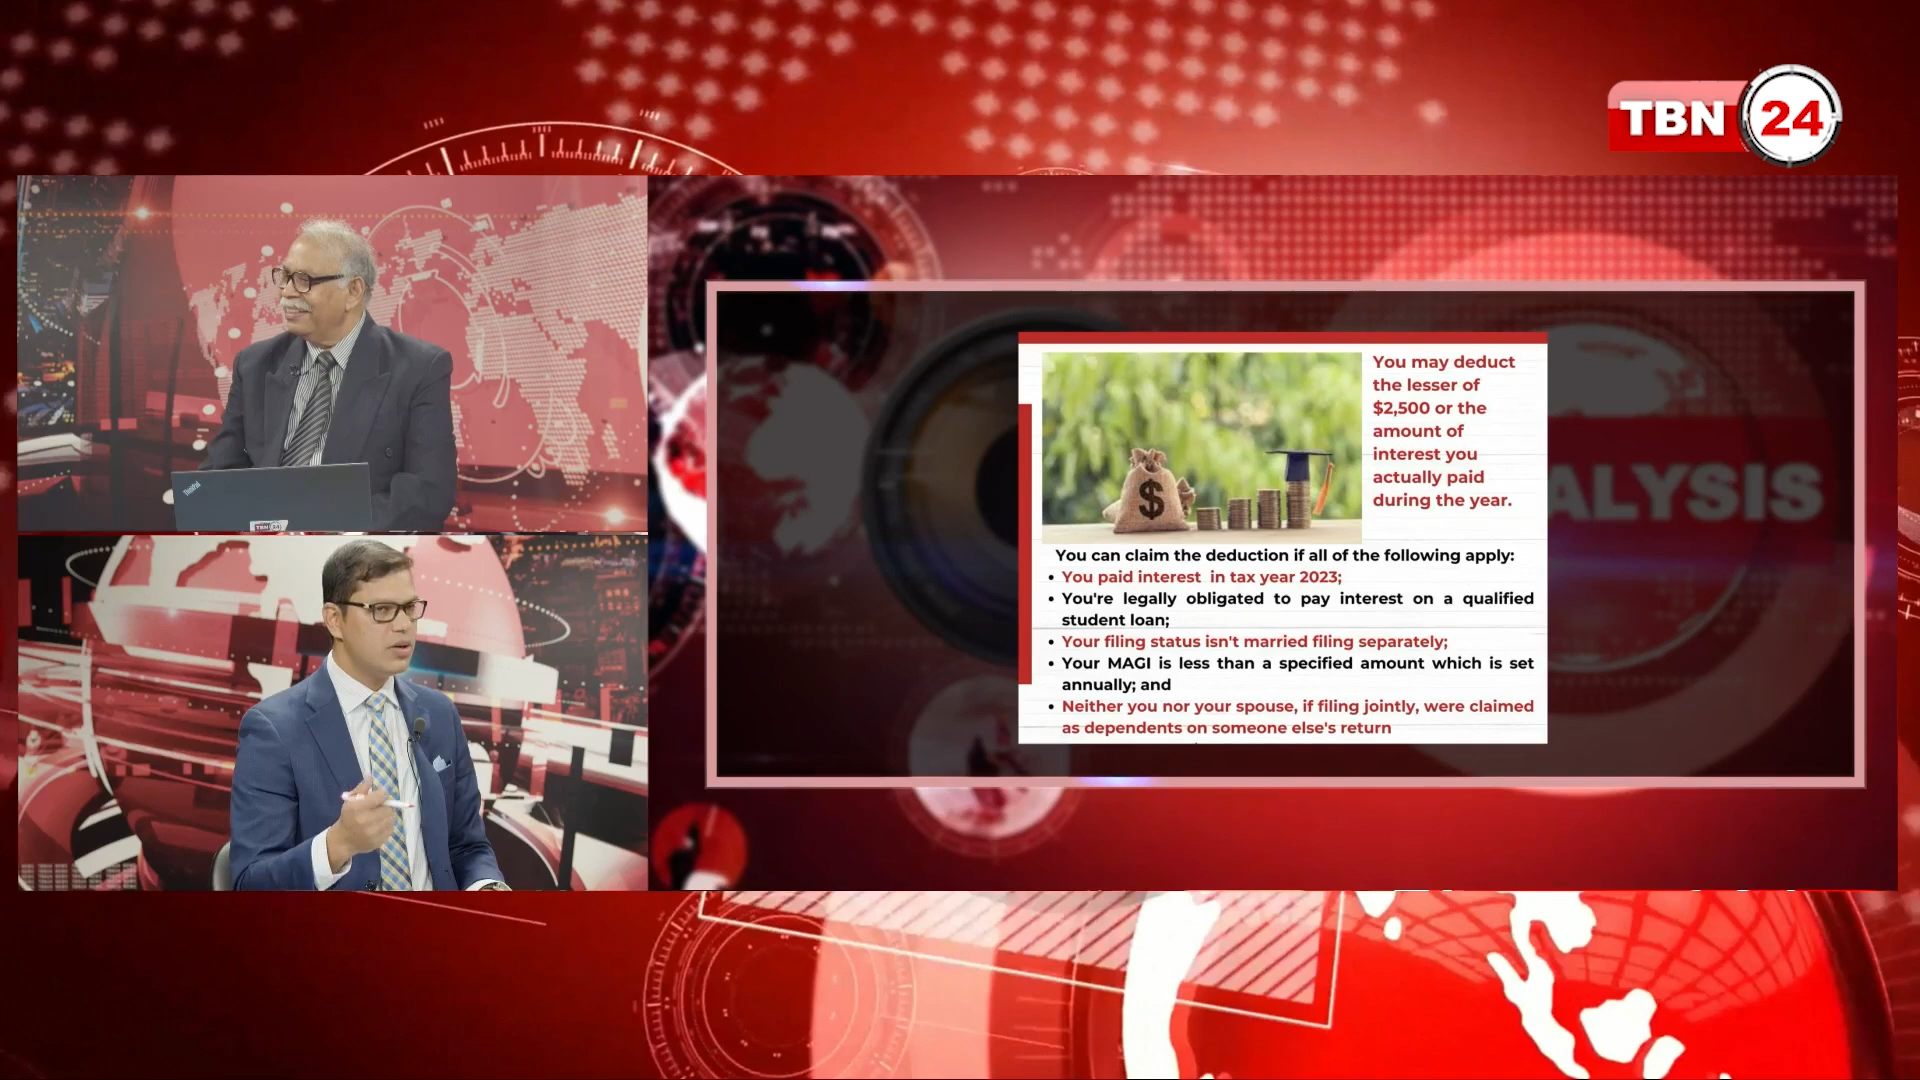 TBN 24
You may deduct
the lesser of
$2,500 or the
amount of
interest you
actually paid
during the year.
$
ALYSIS
ThinkPad
TBN 24
You can claim the deduction if all of the following apply:
• You paid interest in tax year 2023;
• You're legally obligated to pay interest on a qualified
student loan;
• Your filing status isn't married filing separately;
• Your MAGI is less than a specified amount which is set
annually; and
• Neither you nor your spouse, if filing jointly, were claimed
as dependents on someone else's return